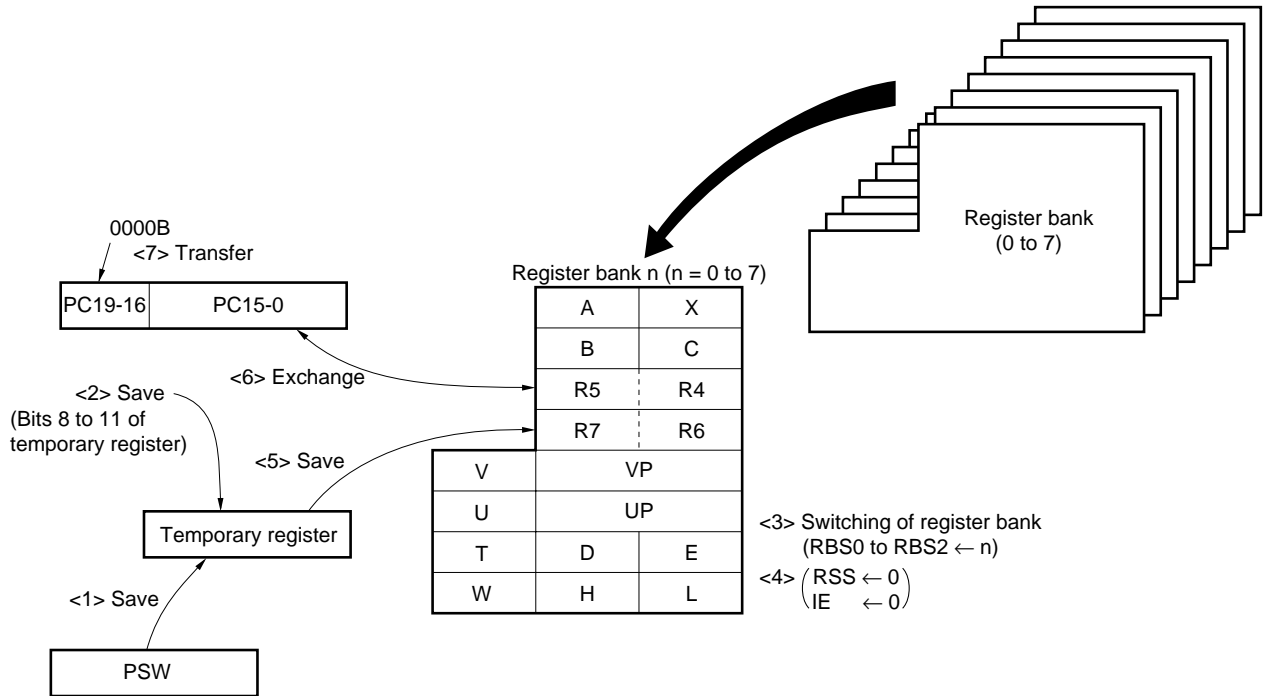 Register bank
(0 to 7)
0000B
<7> Transfer
PC19-16 PC15-0
<6> Exchange
<2> Save
(Bits 8 to 11 of
temporary register)
<5> Save
Temporary register
<1> Save
PSW
Register bank n (n = 0 to 7)
A X
B C
R5 R4
R7 R6
V VP
U UP
T D E
W H L
<3> Switching of register bank
(RBS0 to RBS2 ← n)
<4> (RSS ← 0
IE ← 0)